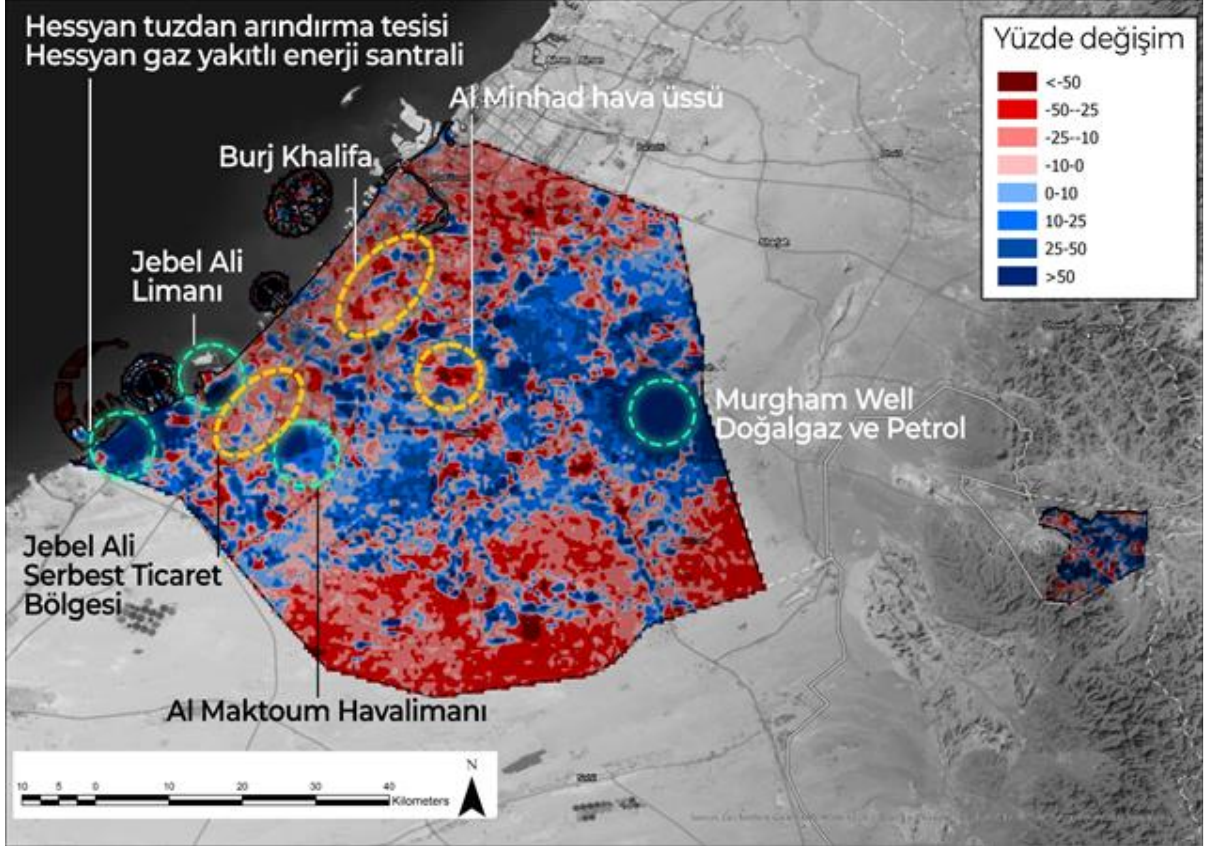 Hessyan tuzdan arındırma tesisi
Hessyan gaz yakıtlı enerji santrali
Yüzde değişim
<-50
-50--25
-25--10
-10-0
0-10
10-25
25-50
>50
Al Minhad hava üssü
Burj Khalifa
Jebel Ali
Limanı
Murgham Well
Doğalgaz ve Petrol
Jebel Ali
Serbest Ticaret
Bölgesi
Al Maktoum Havalimanı
N
10 5 0 10 20 30 40
Kilometers